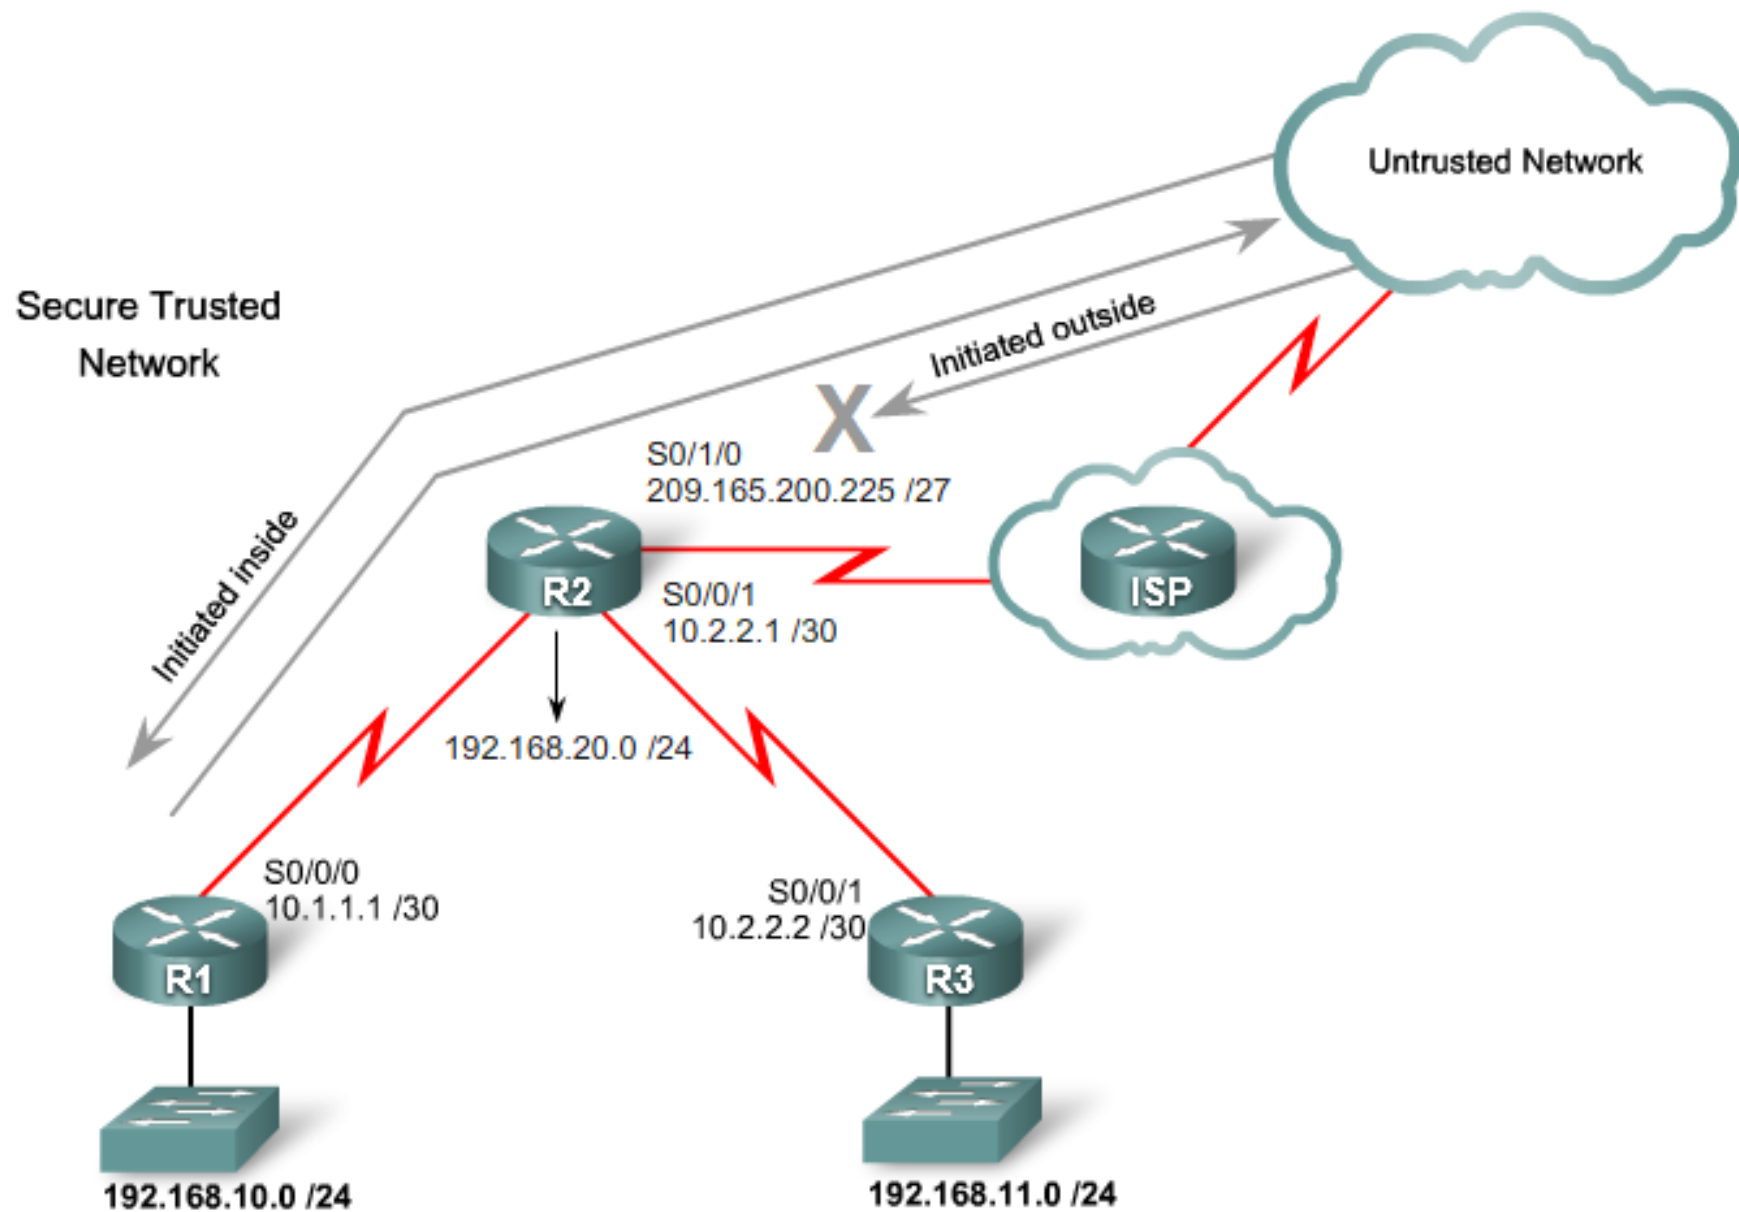 Untrusted Network
Secure Trusted
Network
Initiated outside
X
S0/1/0
209.165.200.225 /27
Initiated inside
R2
ISP
S0/0/1
10.2.2.1 /30
192.168.20.0 /24
S0/0/0
10.1.1.1 /30
S0/0/1
10.2.2.2 /30
R1
R3
192.168.10.0 /24
192.168.11.0 /24